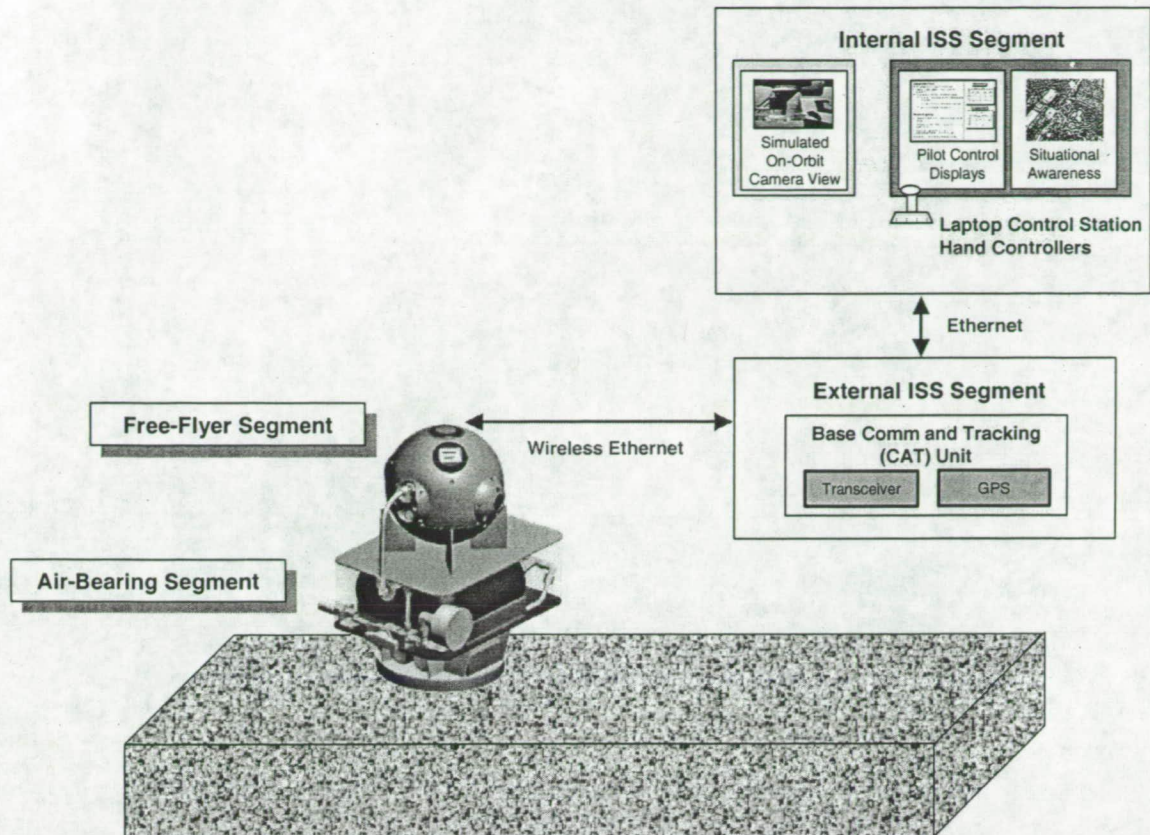 Internal ISS Segment
Simulated
On-Orbit
Camera View
Pilot Control
Displays
Situational
Awareness
Laptop Control Station
Hand Controllers
Ethernet
External ISS Segment
Base Comm and Tracking
(CAT) Unit
Transceiver
GPS
Free-Flyer Segment
Wireless Ethernet
Air-Bearing Segment